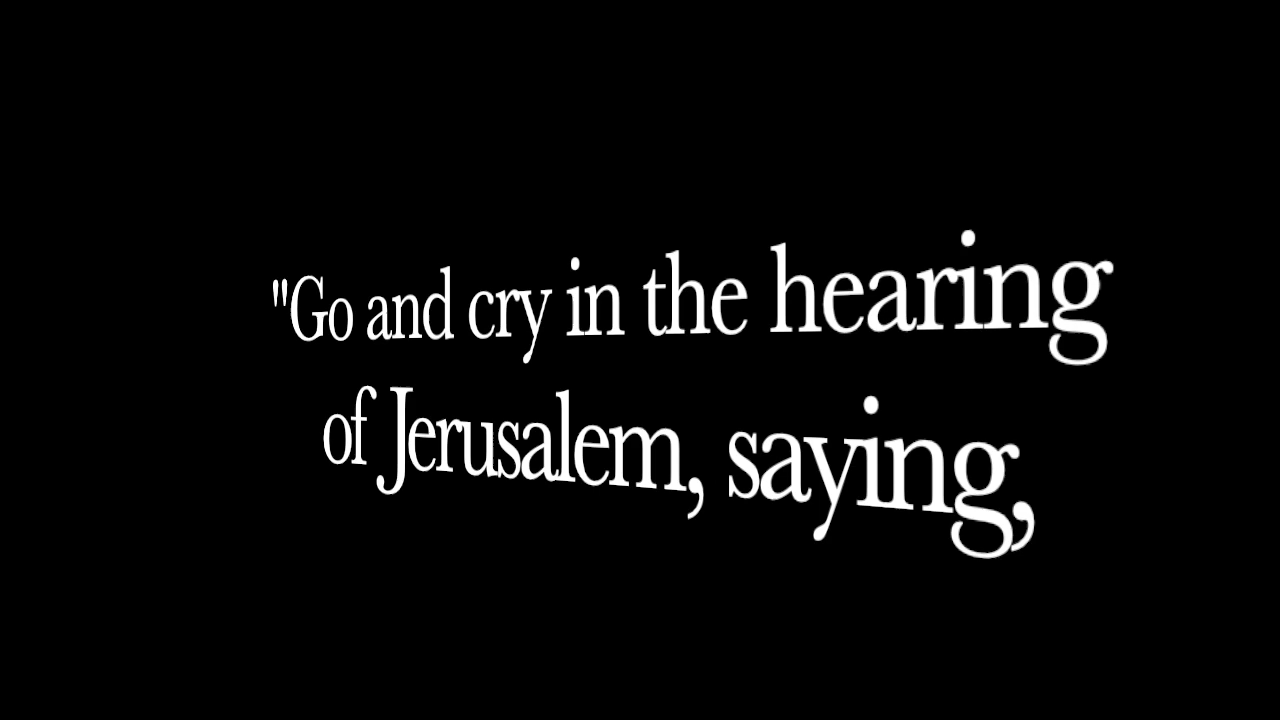 "Go and cry in the hearing
of Jerusalem, saying,